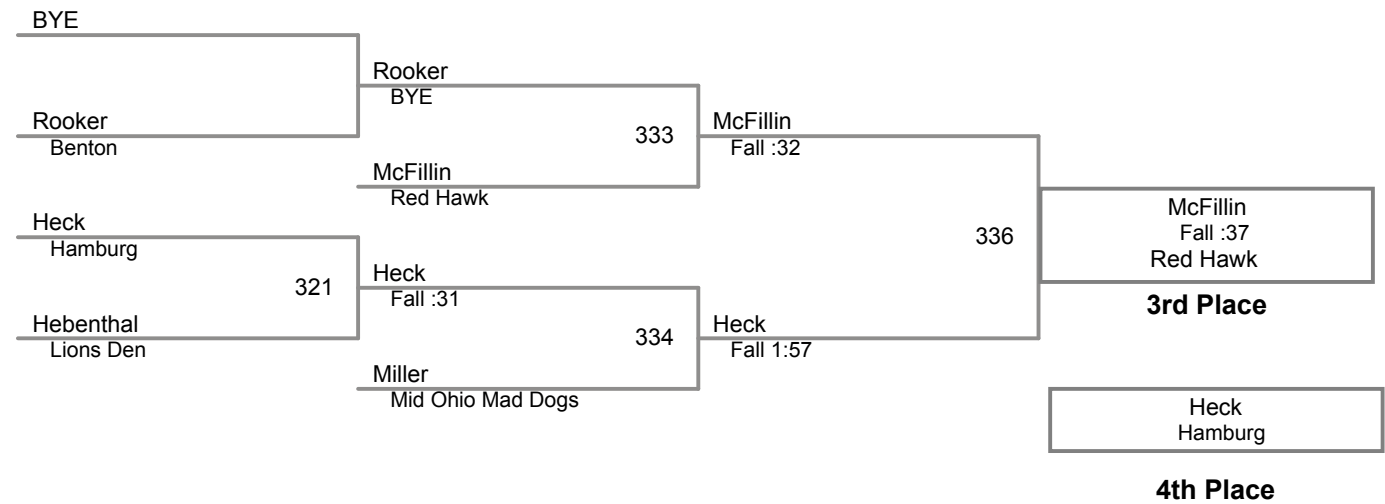 BYE
Rooker
BYE
Rooker
Benton
333
McFillin
Fall :32
McFillin
Red Hawk
Heck
Hamburg
336
McFillin
Fall :37
Red Hawk
3rd Place
321
Heck
Fall :31
Hebenthal
Lions Den
334
Heck
Fall 1:57
Miller
Mid Ohio Mad Dogs
Heck
Hamburg
4th Place